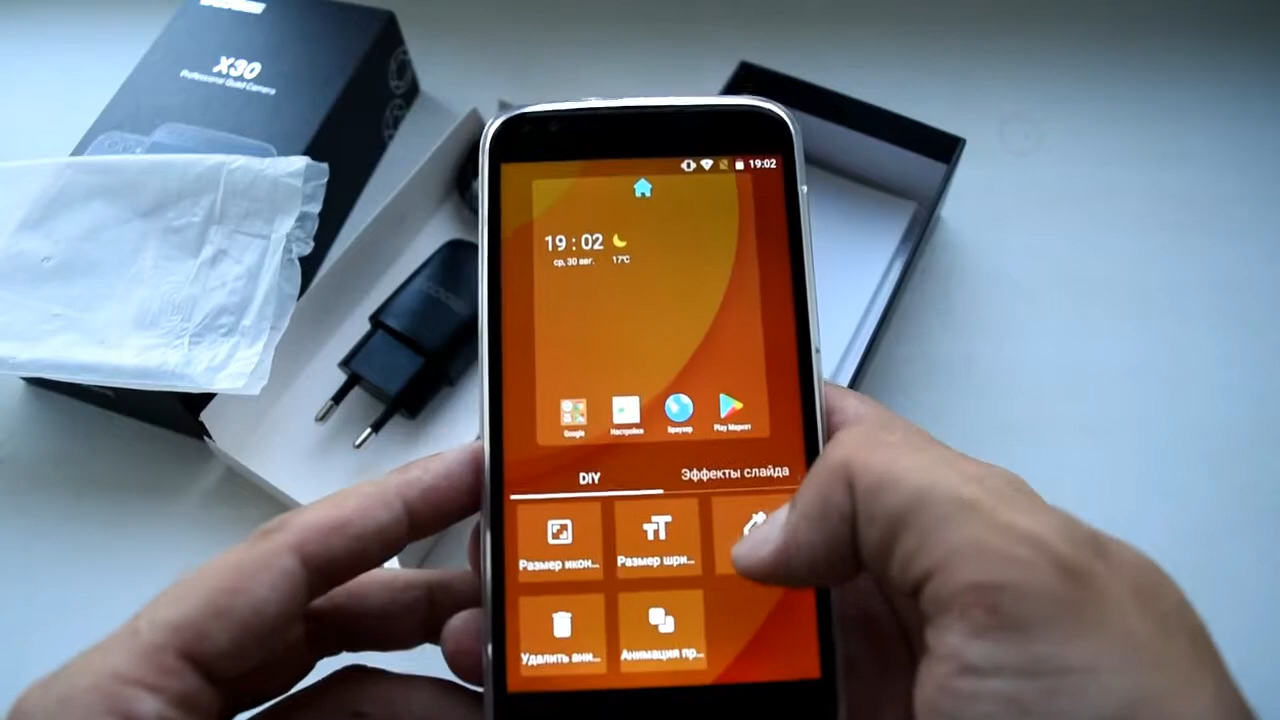 X30
Professional Quad Camera
19:02
19 : 02
ср, 30 авг. 17°C
Google Настройки Браузер Play Маркет
DIY Эффекты слайда
Размер икон... Размер шри...
Удалить ани... Анимация пр...